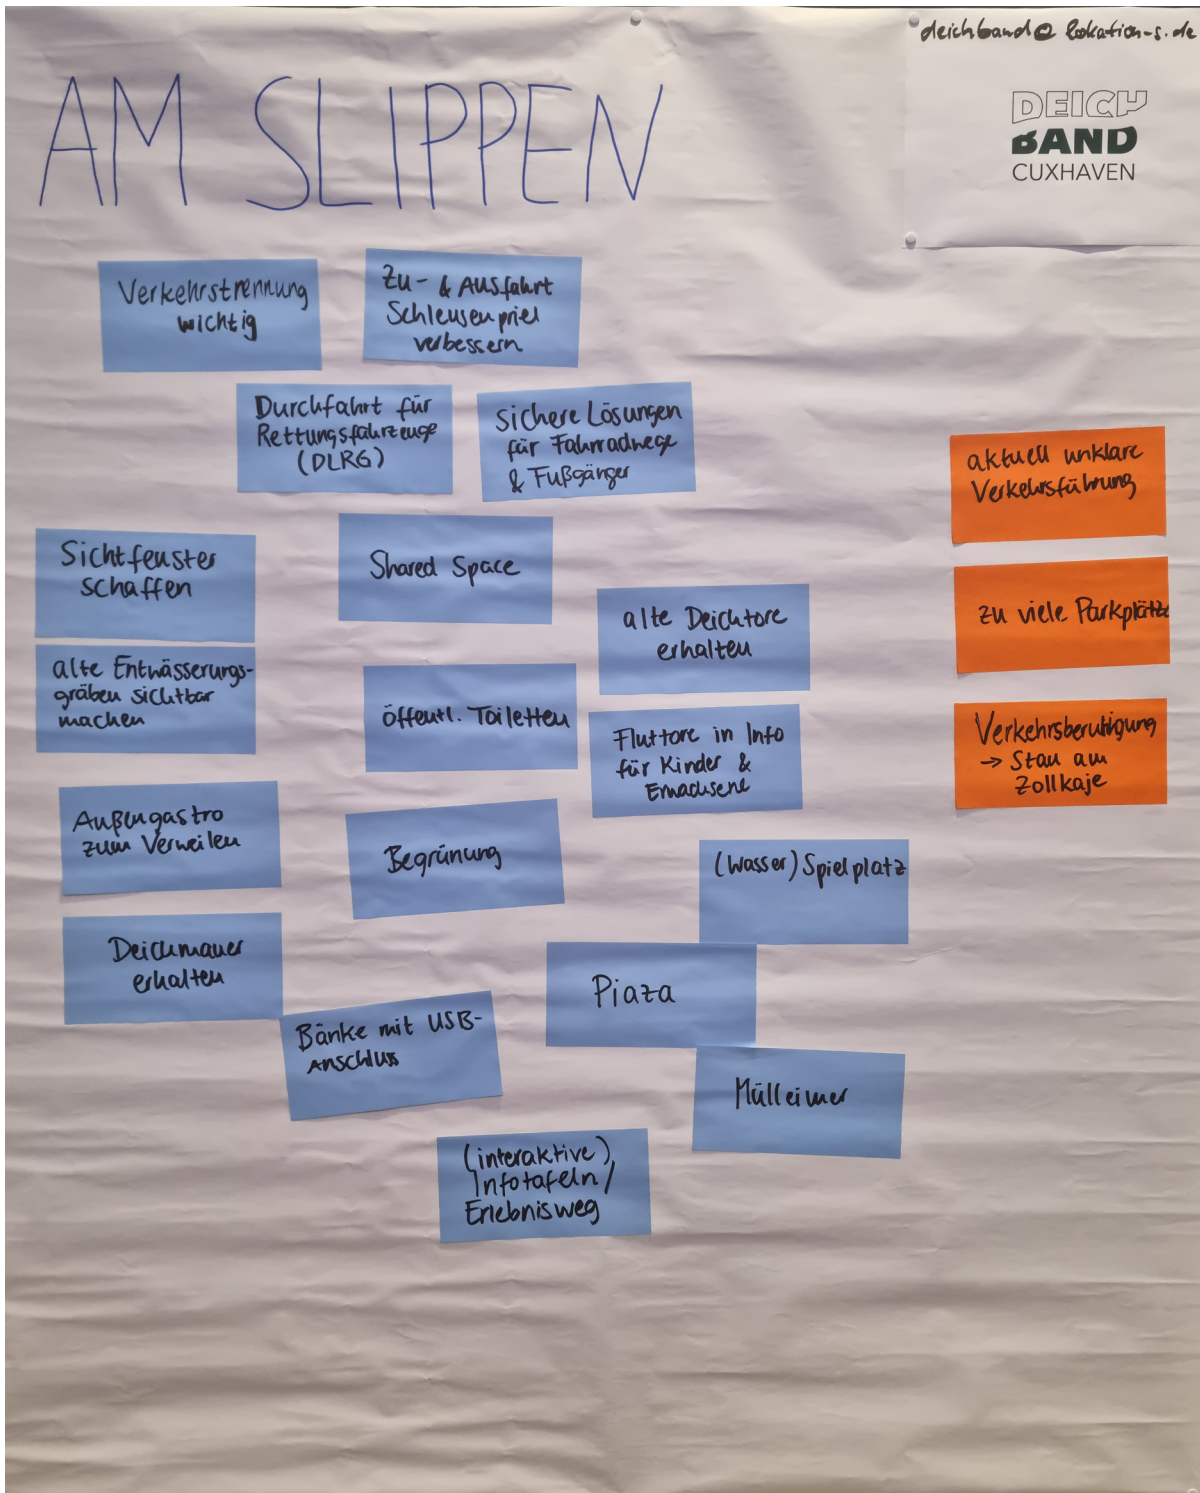 deichband@lokation-s.de
DEICH
BAND
CUXHAVEN
AM SLIPPEN
Verkehrstrennung
wichtig
Zu- & Ausfahrt
Schleusenpriel
verbessern
Durchfahrt für
Rettungsfahrzeuge
(DLRG)
sichere Lösungen
für Fahrradwege
& Fußgänger
aktuell unklare
Verkehrsführung
Sichtfenster
schaffen
Shared Space
zu viele Parkplätze
alte Deichtore
erhalten
alte Entwässerungs-
gräben sichtbar
machen
öffentl. Toiletten
Fluttore in Info
für Kinder &
Erwachsene
Verkehrsberuhigung
→ Stau am
Zollkaje
Außengastro
zum Verweilen
Begrünung
(Wasser) Spielplatz
Deichmauer
erhalten
Piaza
Bänke mit USB-
Anschluss
Mülleimer
(interaktive)
Infotafeln/
Erlebnisweg